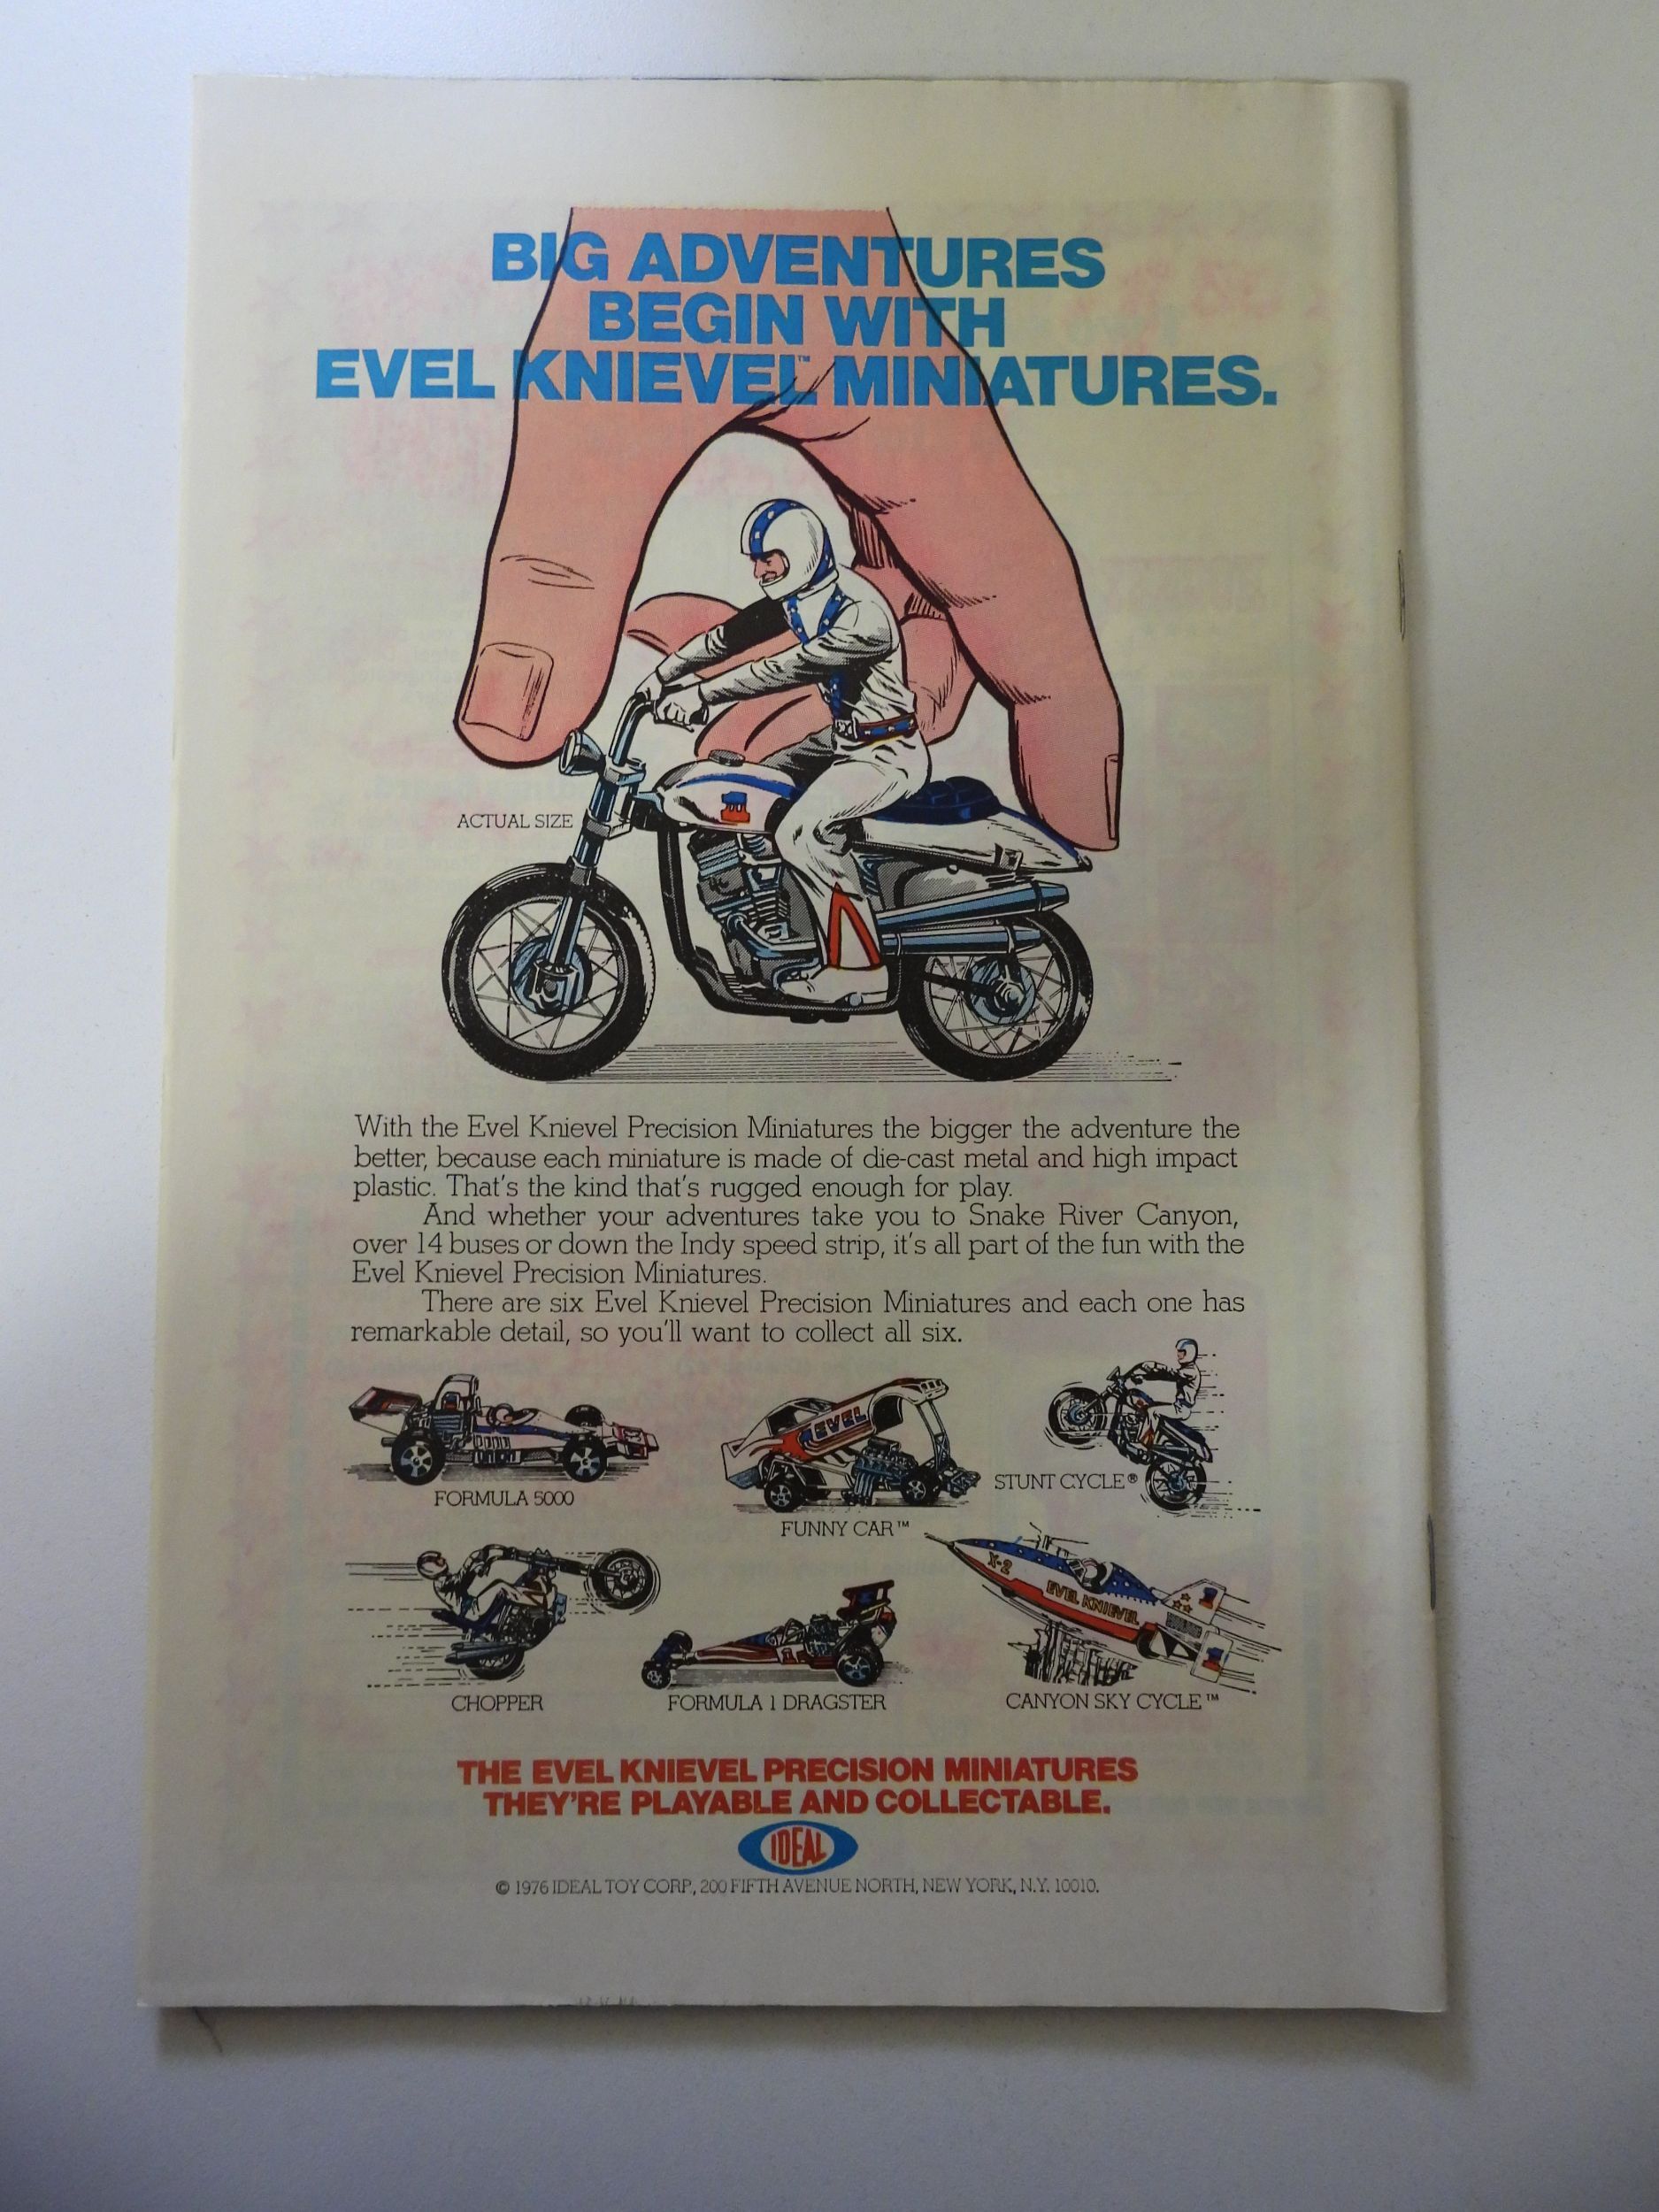 BIG ADVENTURES
BEGIN WITH
EVEL KNIEVEL™ MINIATURES.
ACTUAL SIZE
1
With the Evel Knievel Precision Miniatures the bigger the adventure the
better, because each miniature is made of die-cast metal and high impact
plastic. That's the kind that's rugged enough for play.
And whether your adventures take you to Snake River Canyon,
over 14 buses or down the Indy speed strip, it's all part of the fun with the
Evel Knievel Precision Miniatures.
There are six Evel Knievel Precision Miniatures and each one has
remarkable detail, so you'll want to collect all six.
EVEL
FORMULA 5000
FUNNY CAR™
STUNT CYCLE®
X-2
EVEL KNIEVEL
1
1
CHOPPER
FORMULA 1 DRAGSTER
CANYON SKY CYCLE™
THE EVEL KNIEVEL PRECISION MINIATURES
THEY'RE PLAYABLE AND COLLECTABLE.
IDEAL
© 1976 IDEAL TOY CORP, 200 FIFTH AVENUE NORTH, NEW YORK, N.Y. 10010.